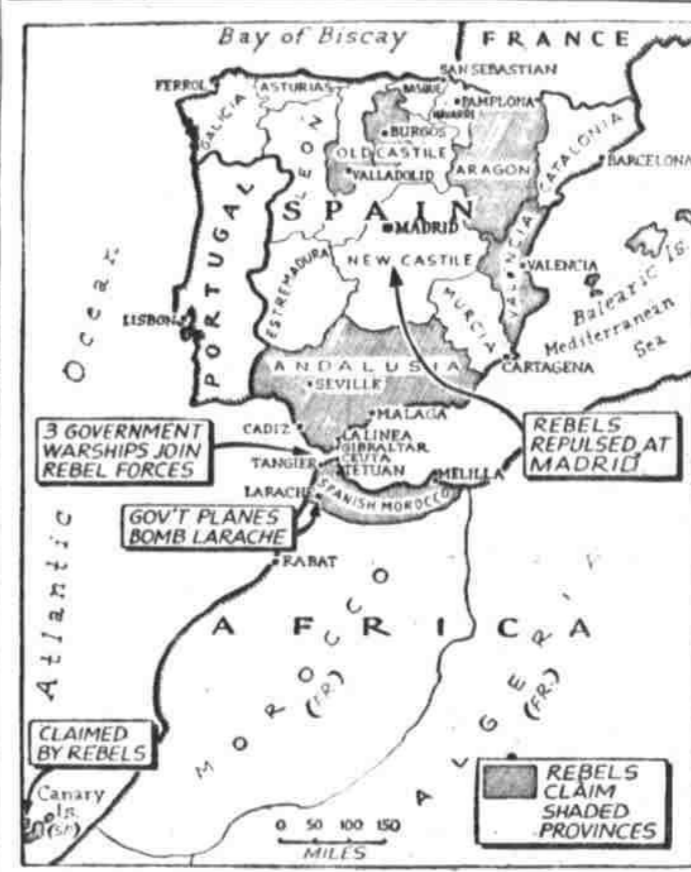 Bay of Biscay
FRANCE
SAN SEBASTIAN
FERROL
ASTURIAS
BASQUE
PAMPLONA
NAVARRE
GALICIA
LEON
BURGOS
OLD CASTILE
VALLADOLID
ARAGON
CATALONIA
BARCELONA
SPAIN
MADRID
PORTUGAL
NEW CASTILE
ESTREMADURA
VALENCIA
VALENCIA
Balearic Is.
Mediterranean
Sea
LISBON
MURCIA
CARTAGENA
ANDALUSIA
SEVILLE
MALAGA
CADIZ
LA LINEA
GIBRALTAR
CEUTA
TANGIER
TETUAN
MELILLA
LARACHE
SPANISH MOROCCO
3 GOVERNMENT
WARSHIPS JOIN
REBEL FORCES
REBELS
REPULSED AT
MADRID
GOV'T PLANES
BOMB LARACHE
RABAT
Atlantic
Ocean
AFRICA
MOROCCO
(FR.)
ALGERIA
(FR.)
CLAIMED
BY REBELS
Canary
Is.
(SP.)
0 50 100 150
MILES
REBELS
CLAIM
SHADED
PROVINCES